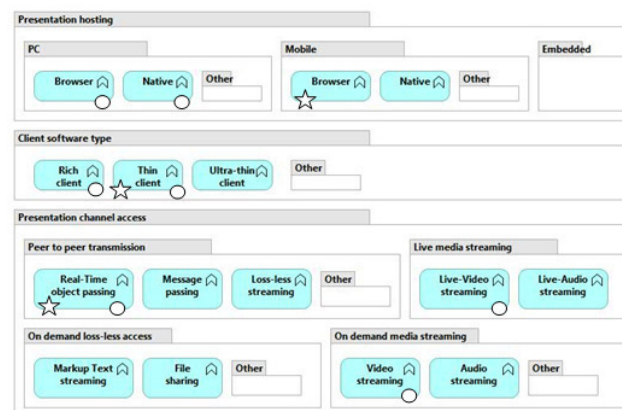 Presentation hosting
PC
Mobile
Embedded
Browser
Native
Other
Browser
Native
Other
Client software type
Rich
client
Thin
client
Ultra-thin
client
Other
Presentation channel access
Peer to peer transmission
Live media streaming
Real-Time
object passing
Message
passing
Loss-less
streaming
Other
Live-Video
streaming
Live-Audio
streaming
On demand loss-less access
On demand media streaming
Markup Text
streaming
File
sharing
Other
Video
streaming
Audio
streaming
Other